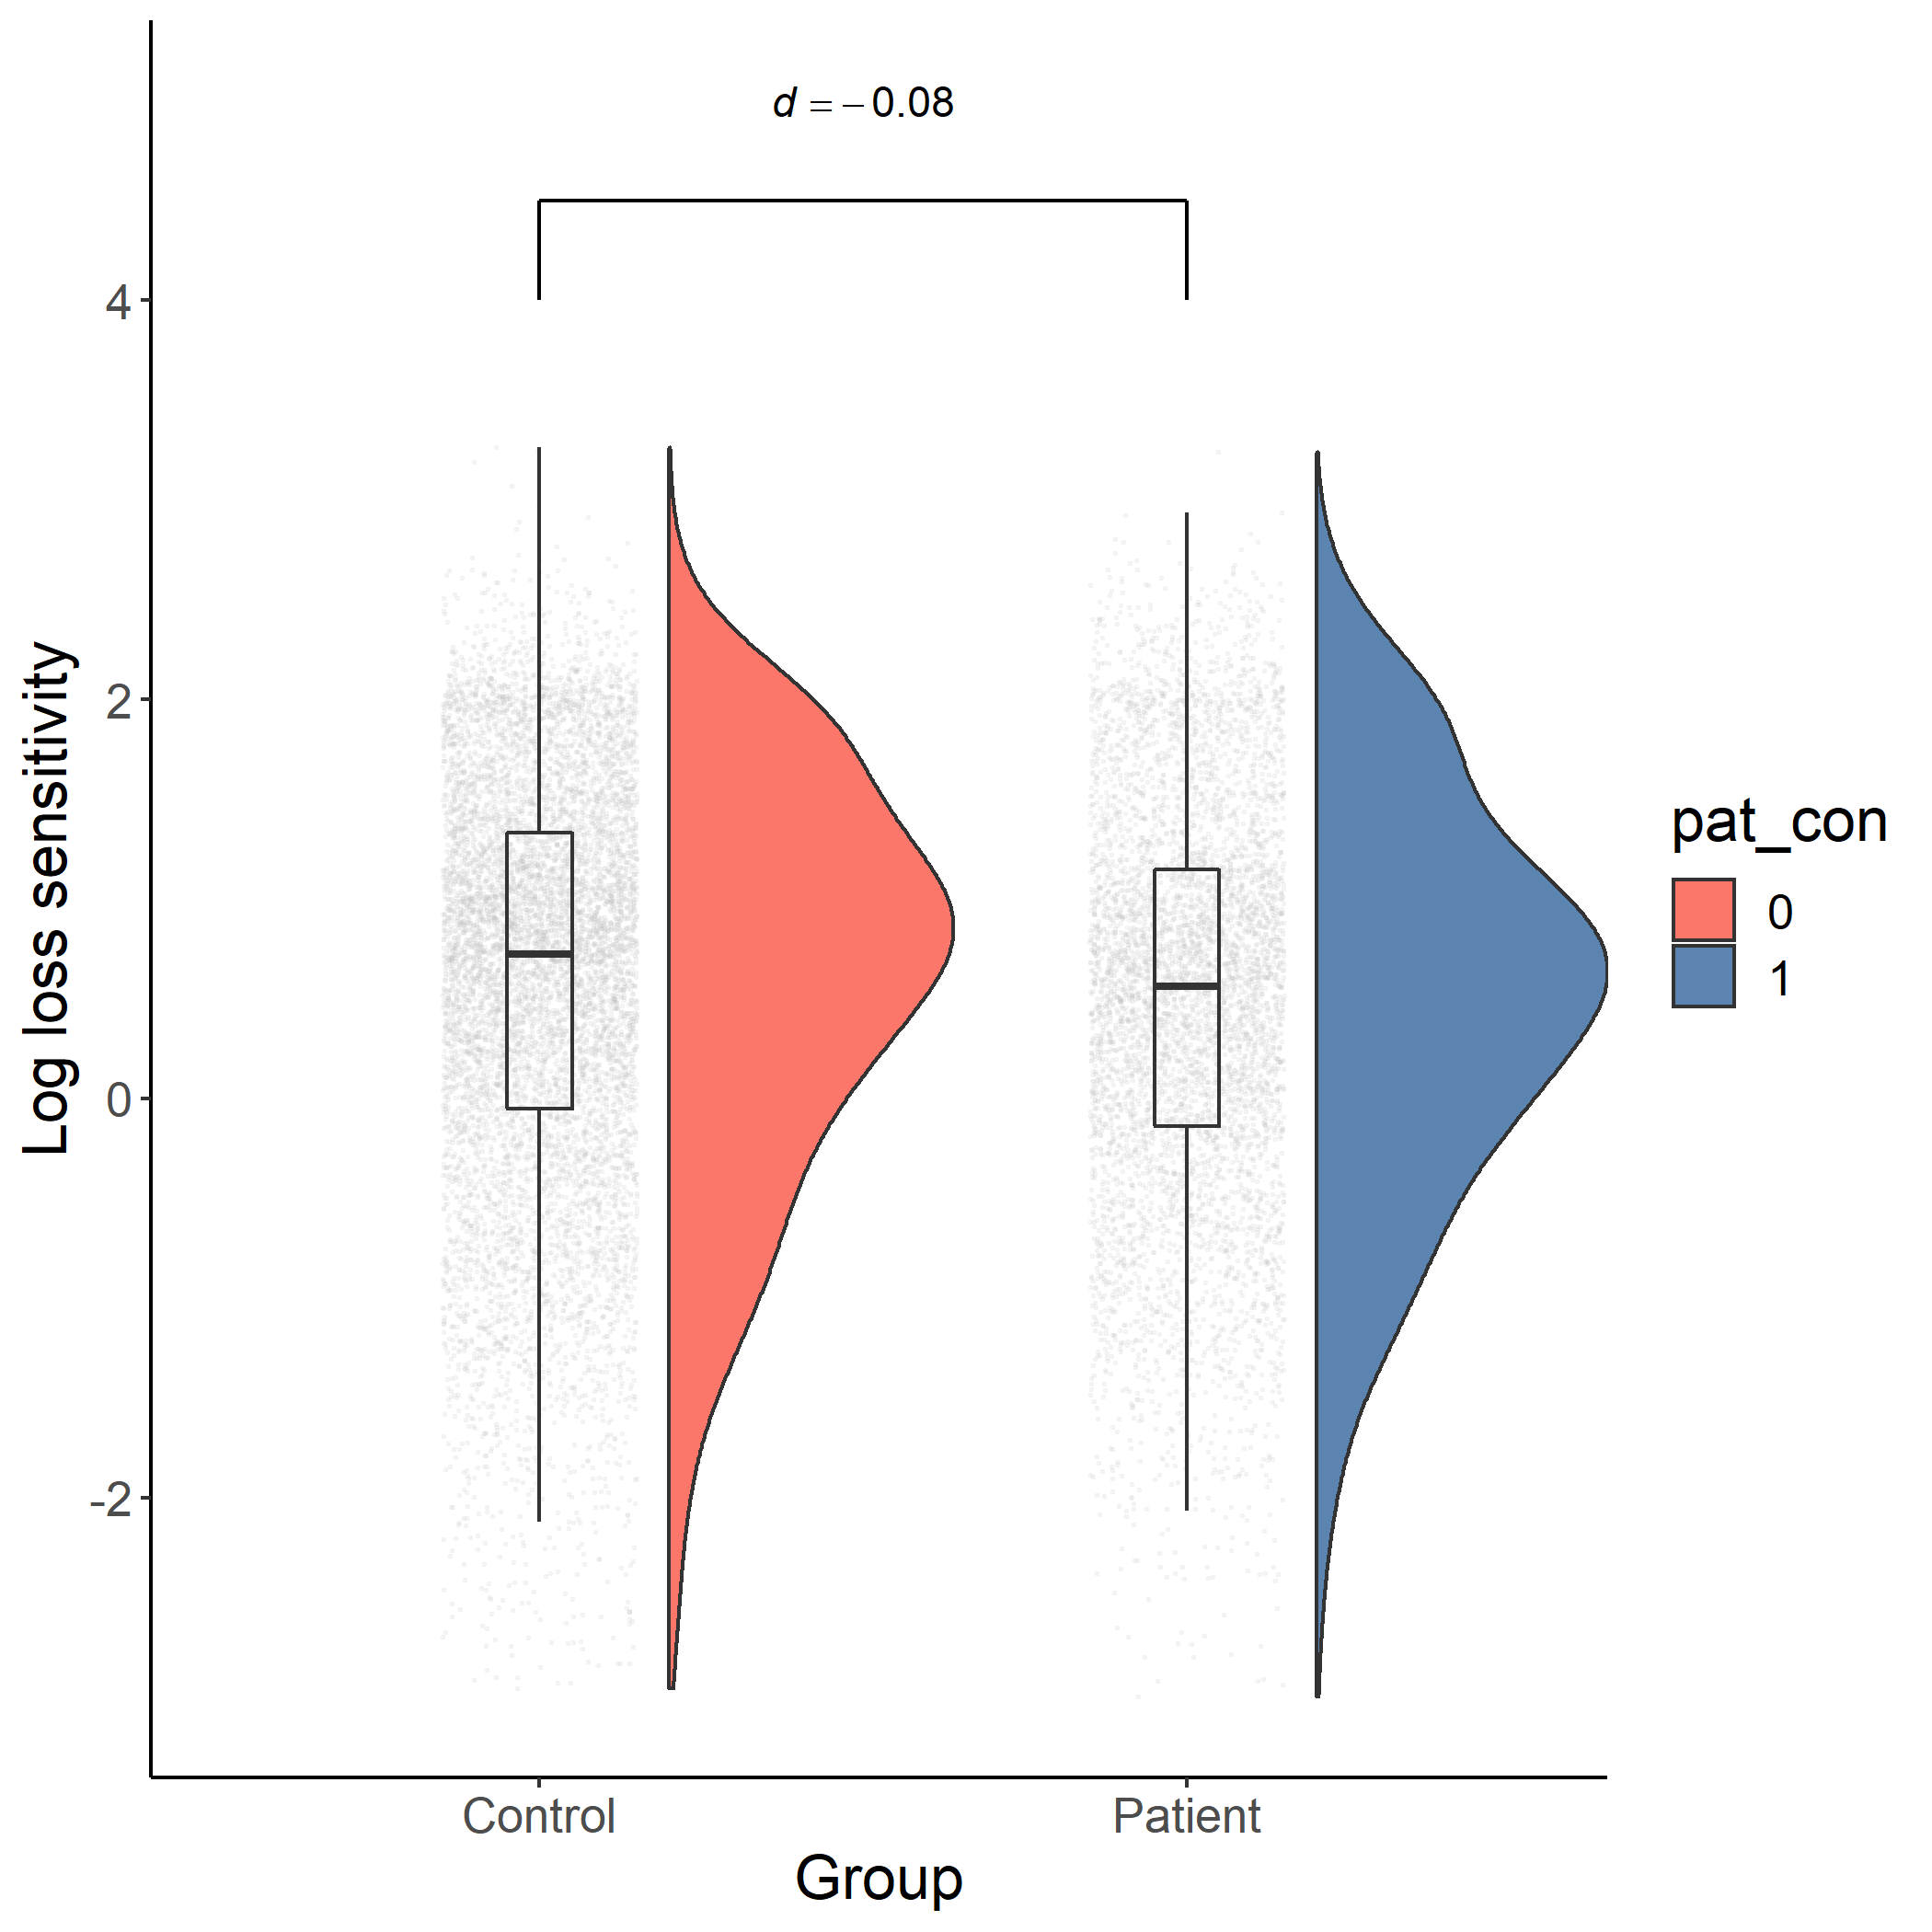 d = − 0.08
4
2
0
-2
Log loss sensitivity
Control
Patient
Group
pat_con
0
1